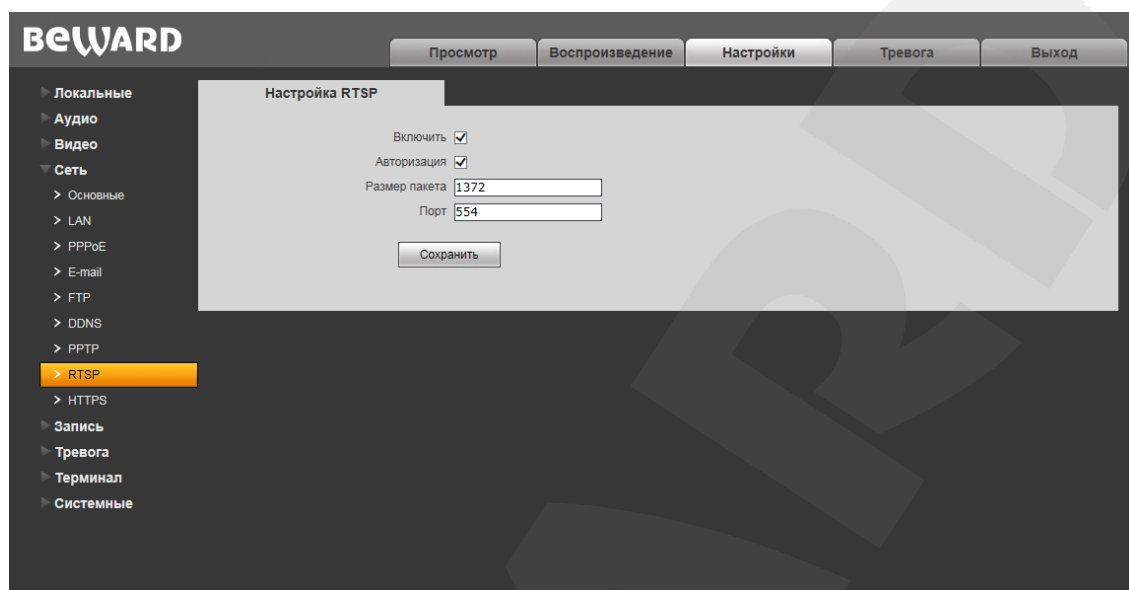 BEWARD
Просмотр Воспроизведение Настройки Тревога Выход
Локальные
Аудио
Видео
Сеть
> Основные
> LAN
> PPPoE
> E-mail
> FTP
> DDNS
> PPTP
> RTSP
> HTTPS
Запись
Тревога
Терминал
Системные
Настройка RTSP
Включить
Авторизация
Размер пакета 1372
Порт 554
Сохранить